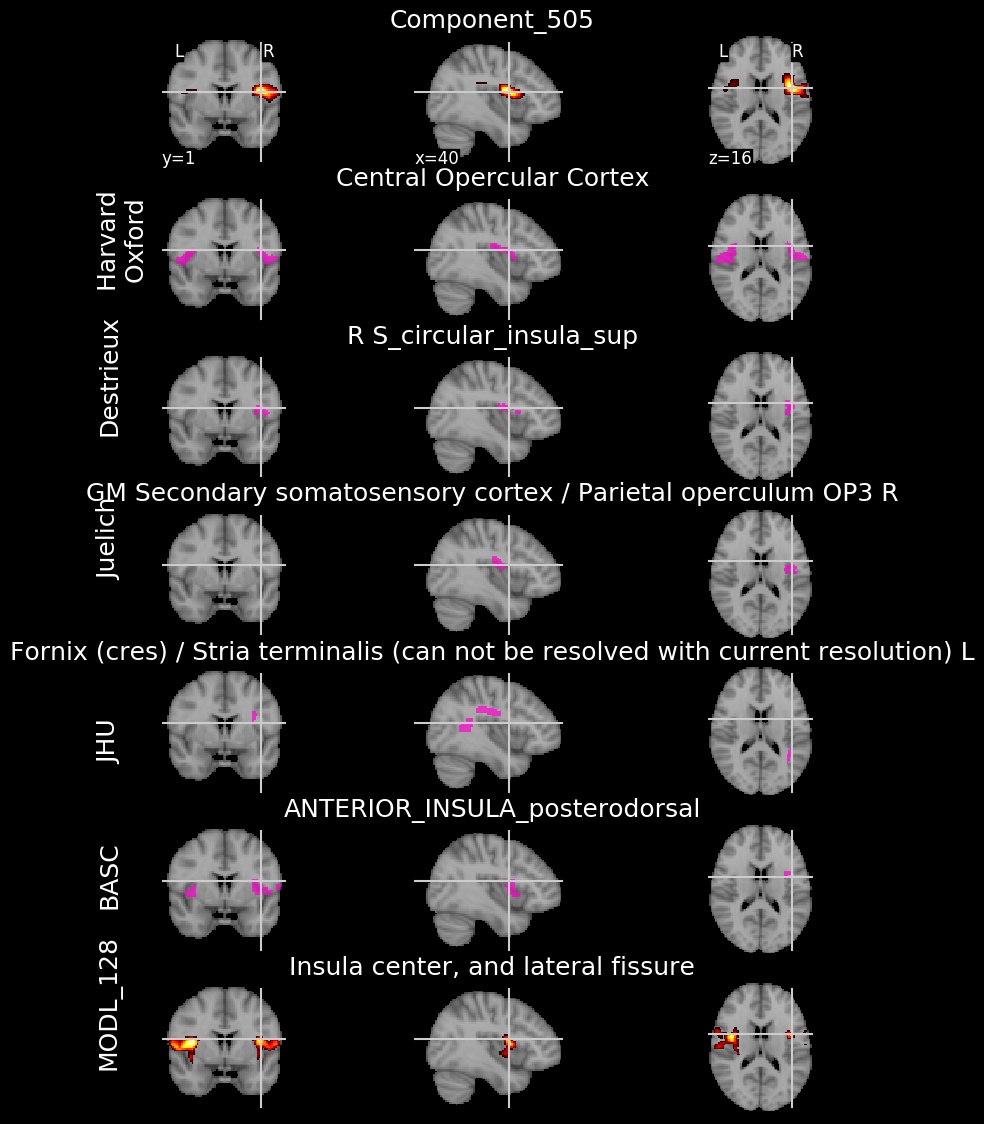 Component_505
L R
L R
y=1
x=40
z=16
Central Opercular Cortex
Harvard
Oxford
R S_circular_insula_sup
Destrieux
GM Secondary somatosensory cortex / Parietal operculum OP3 R
Juelich
Fornix (cres) / Stria terminalis (can not be resolved with current resolution) L
JHU
ANTERIOR_INSULA_posterodorsal
BASC
Insula center, and lateral fissure
MODL_128